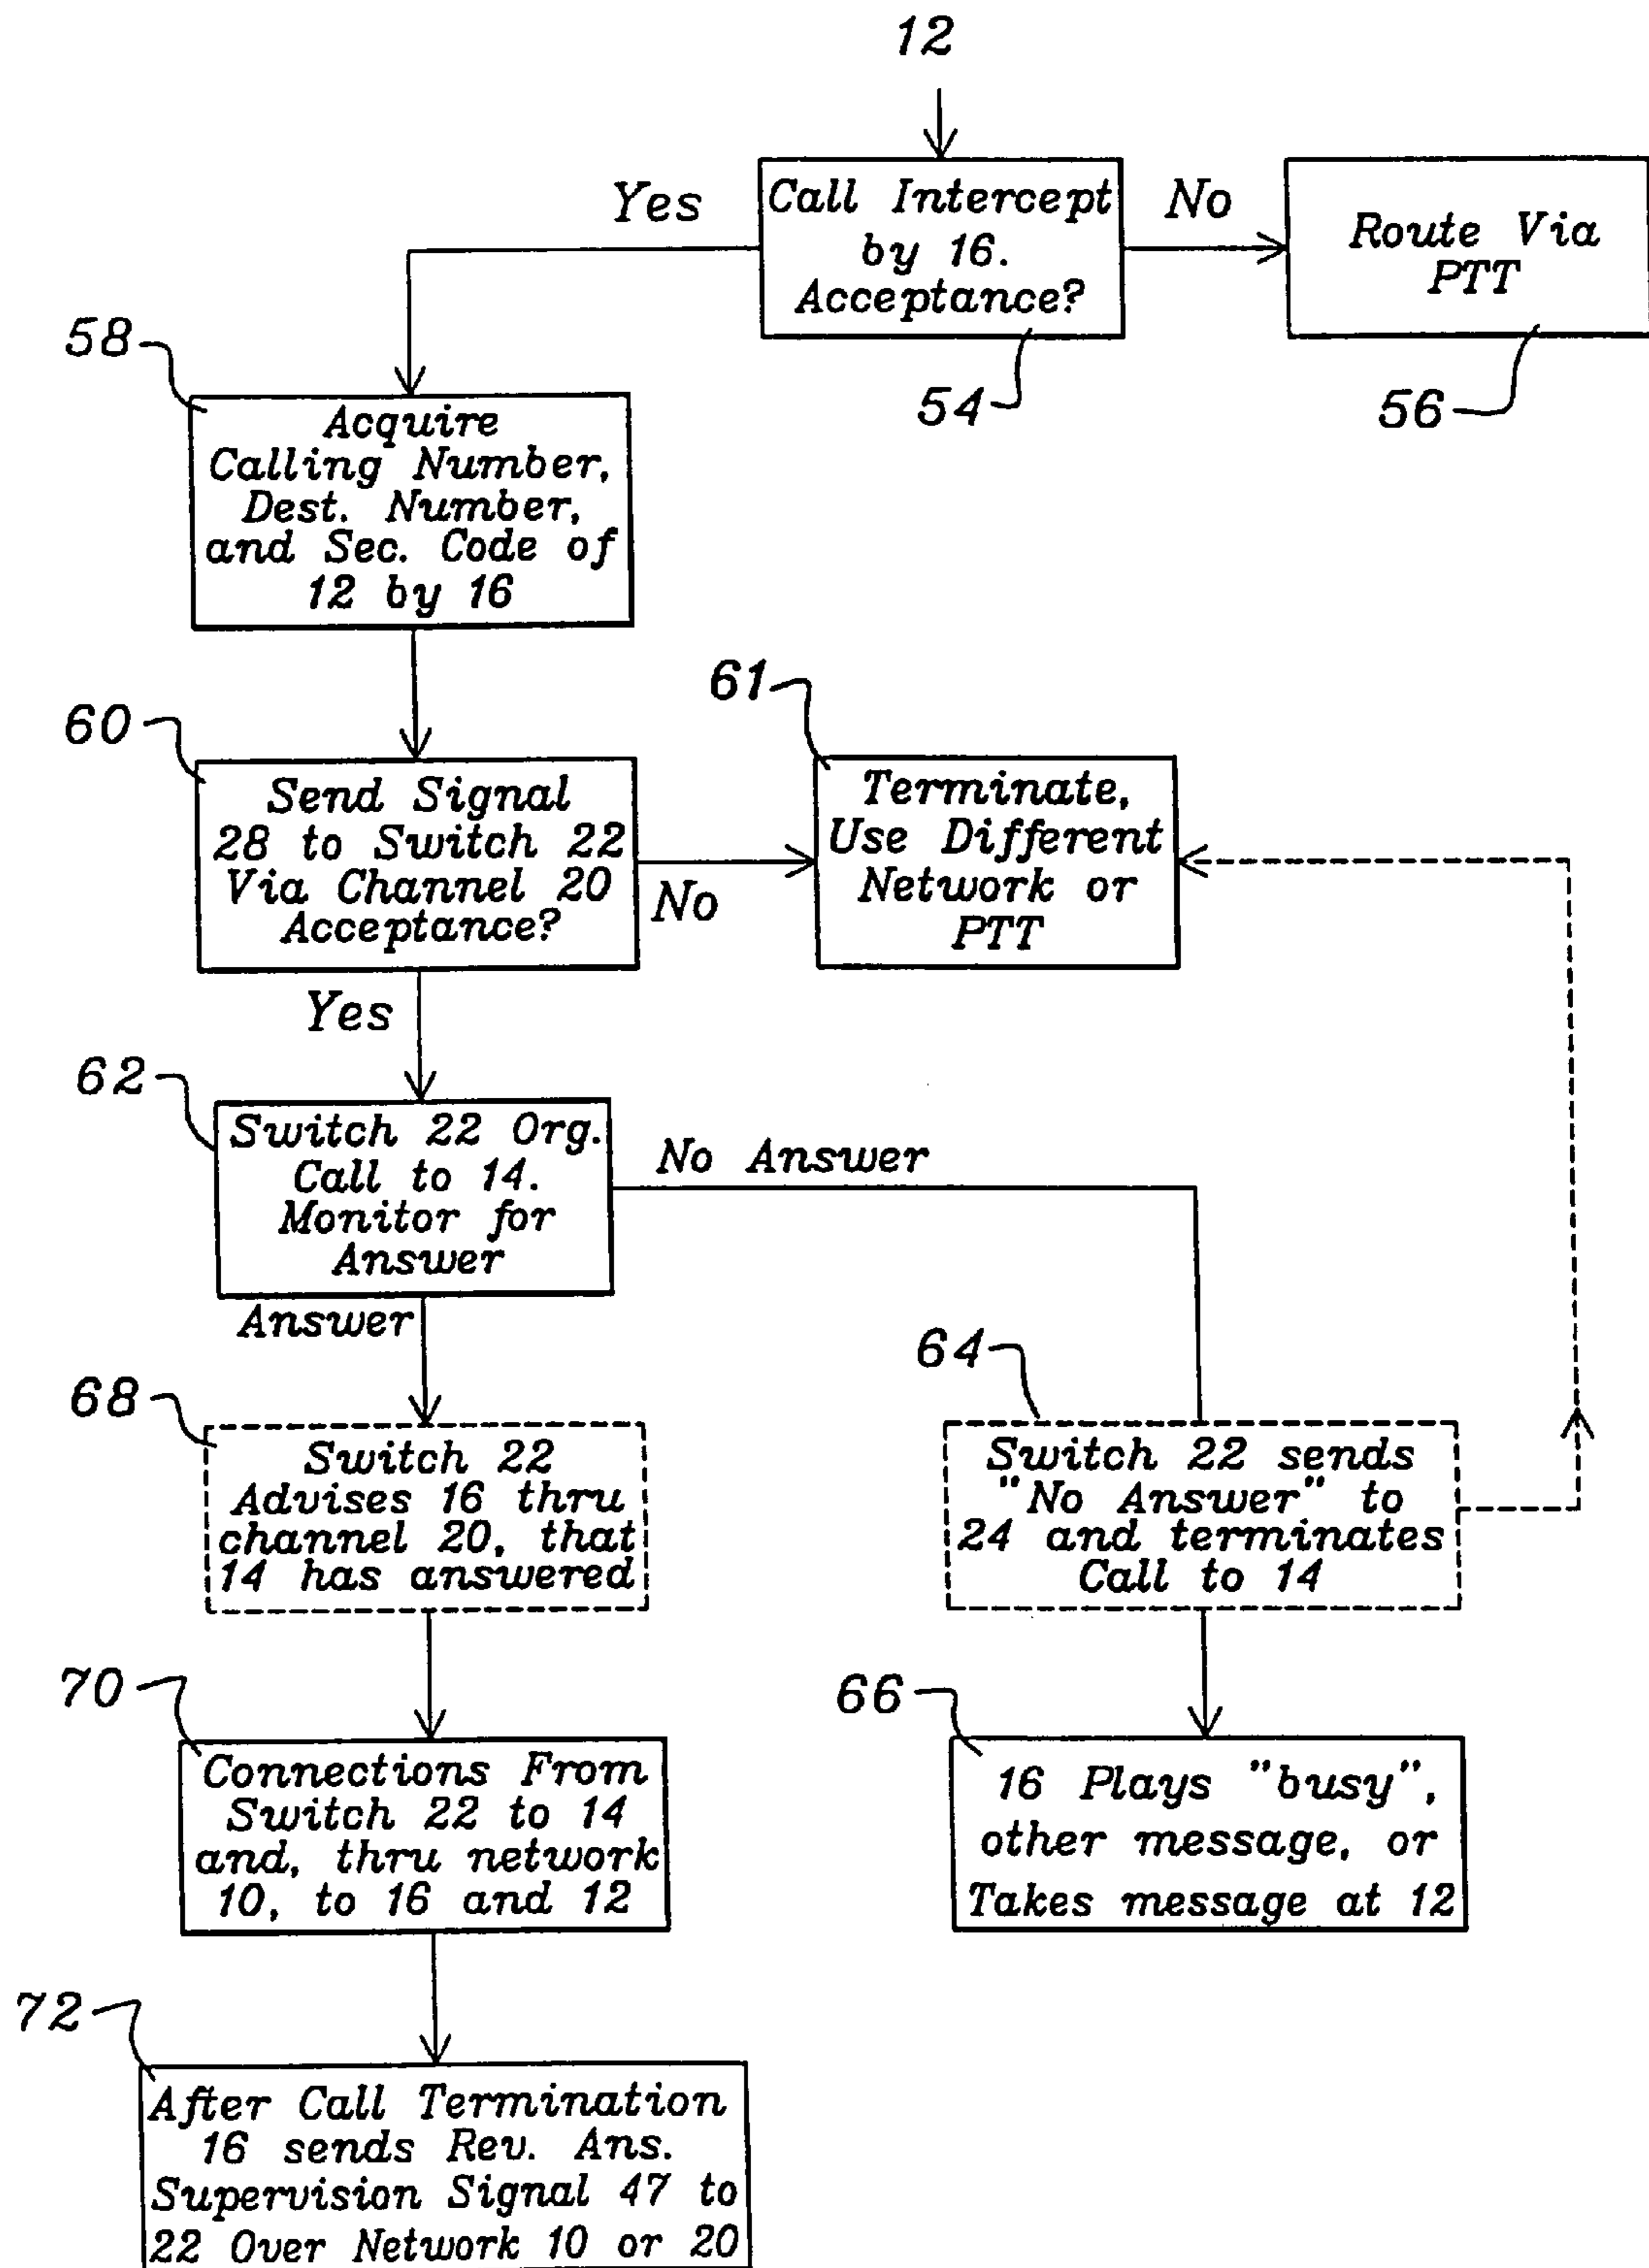 12
Yes
Call Intercept
by 16.
Acceptance?
No
Route Via
PTT
54
56
58
Acquire
Calling Number,
Dest. Number,
and Sec. Code of
12 by 16
60
Send Signal
28 to Switch 22
Via Channel 20
Acceptance?
No
61
Terminate,
Use Different
Network or
PTT
Yes
62
Switch 22 Org.
Call to 14.
Monitor for
Answer
No Answer
Answer
64
Switch 22 sends
"No Answer" to
24 and terminates
Call to 14
68
Switch 22
Advises 16 thru
channel 20, that
14 has answered
66
16 Plays "busy",
other message, or
Takes message at 12
70
Connections From
Switch 22 to 14
and, thru network
10, to 16 and 12
72
After Call Termination
16 sends Rev. Ans.
Supervision Signal 47 to
22 Over Network 10 or 20